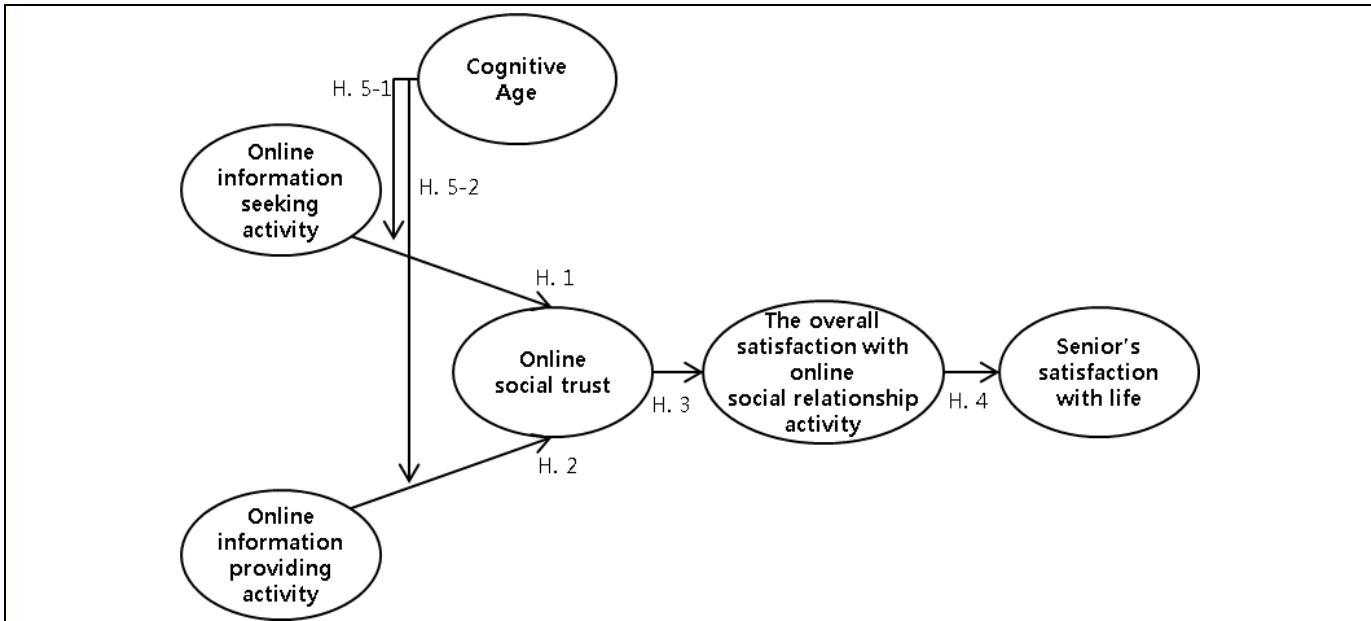 Cognitive
Age
H. 5-1
Online
information
seeking
activity
H. 5-2
H. 1
Online
social trust
H. 3
The overall
satisfaction with
online
social relationship
activity
H. 4
Senior's
satisfaction
with life
H. 2
Online
information
providing
activity